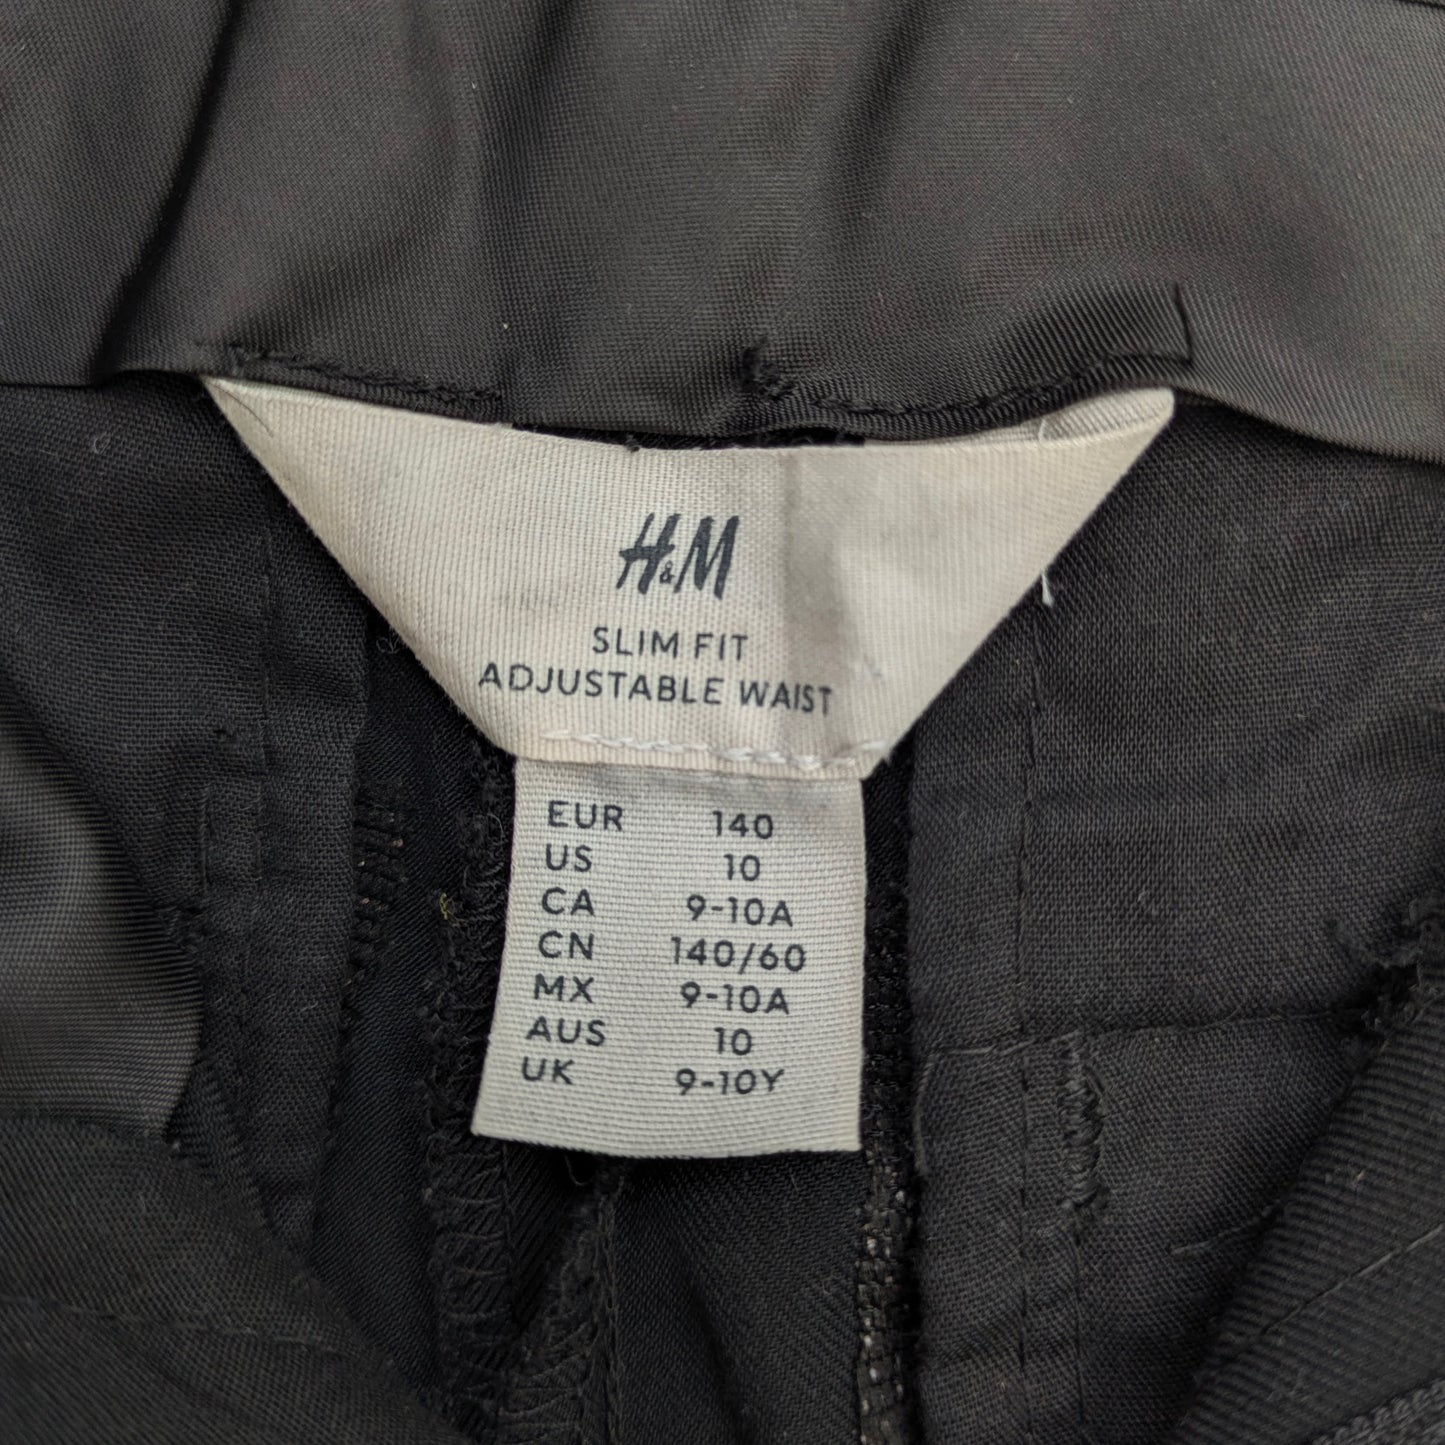 H&M
SLIM FIT
ADJUSTABLE WAIST
EUR 140
US 10
CA 9-10A
CN 140/60
MX 9-10A
AUS 10
UK 9-10Y